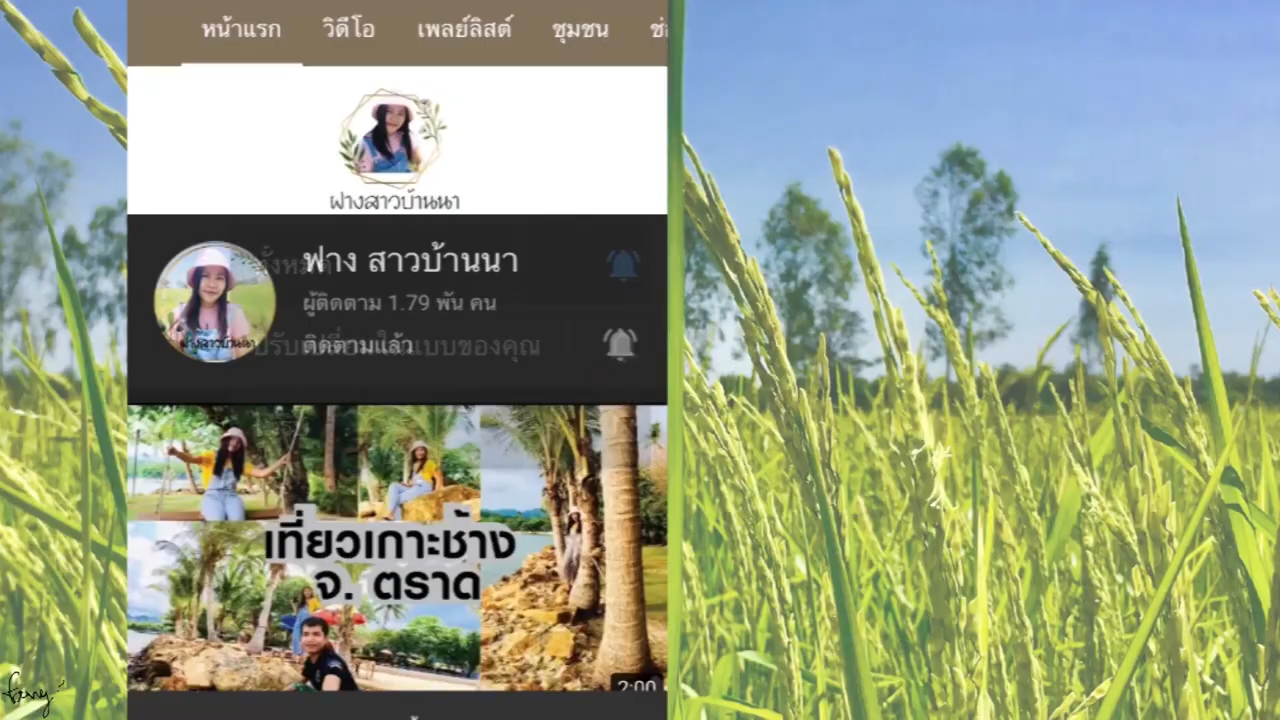 หน้าแรก วิดีโอ เพลย์ลิสต์ ชุมชน
ฝางสาวบ้านนา
ฟาง สาวบ้านนา
ผู้ติดตาม 1.79 พัน คน
ติดตามแล้ว
เที่ยวเกาะช้าง
จ. ตราด
2:00